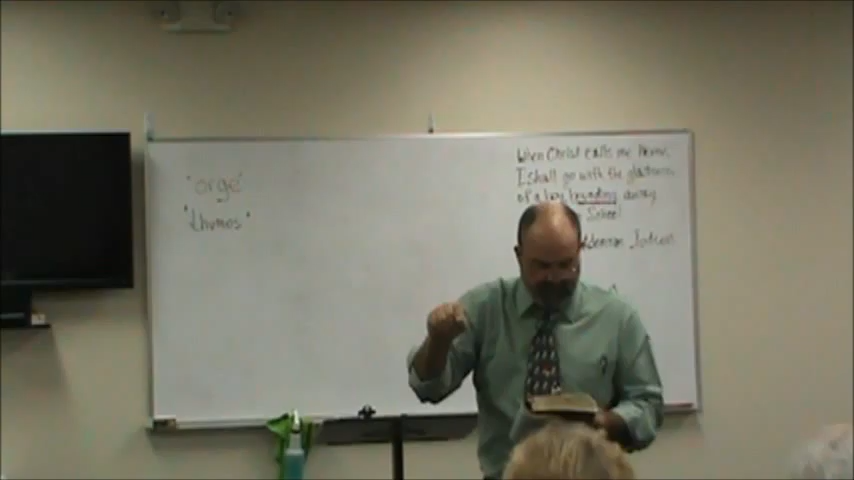 'orge'
'thumos'
When Christ calls me Home,
I shall go with the gladness
of a boy bounding away
School
Adoniram Judson